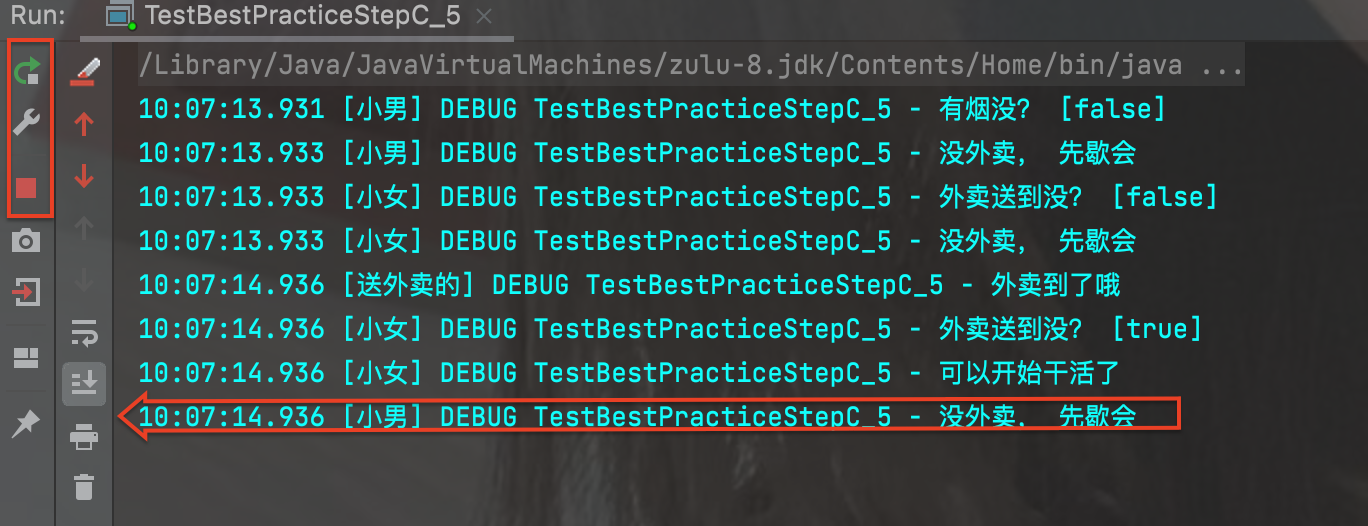 Run: TestBestPracticeStepC_5
/Library/Java/JavaVirtualMachines/zulu-8.jdk/Contents/Home/bin/java ...
10:07:13.931 [小男] DEBUG TestBestPracticeStepC_5 - 有烟没？ [false]
10:07:13.933 [小男] DEBUG TestBestPracticeStepC_5 - 没外卖， 先歇会
10:07:13.933 [小女] DEBUG TestBestPracticeStepC_5 - 外卖送到没？ [false]
10:07:13.933 [小女] DEBUG TestBestPracticeStepC_5 - 没外卖， 先歇会
10:07:14.936 [送外卖的] DEBUG TestBestPracticeStepC_5 - 外卖到了哦
10:07:14.936 [小女] DEBUG TestBestPracticeStepC_5 - 外卖送到没？ [true]
10:07:14.936 [小女] DEBUG TestBestPracticeStepC_5 - 可以开始干活了
10:07:14.936 [小男] DEBUG TestBestPracticeStepC_5 - 没外卖， 先歇会